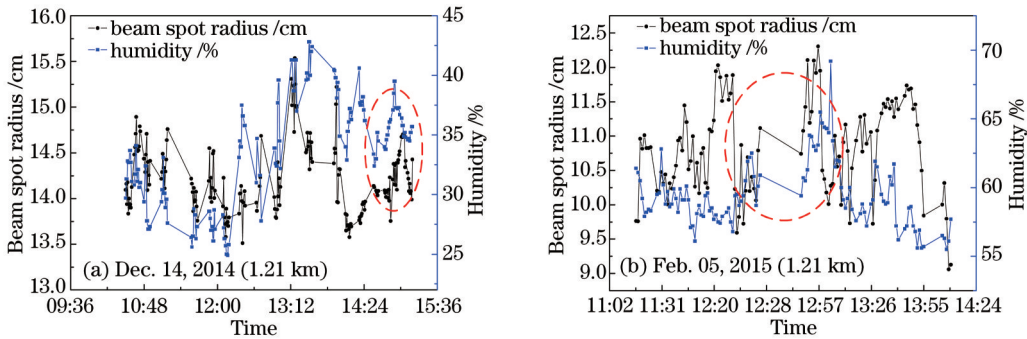 16.0
15.5
15.0
14.5
14.0
13.5
13.0
Beam spot radius /cm
beam spot radius /cm
humidity /%
45
40
35
30
25
Humidity /%
(a) Dec. 14, 2014 (1.21 km)
09:36 10:48 12:00 13:12 14:24 15:36
Time
12.5
12.0
11.5
11.0
10.5
10.0
9.5
9.0
Beam spot radius /cm
beam spot radius /cm
humidity /%
70
65
60
55
Humidity /%
(b) Feb. 05, 2015 (1.21 km)
11:02 11:31 12:20 12:28 12:57 13:26 13:55 14:24
Time